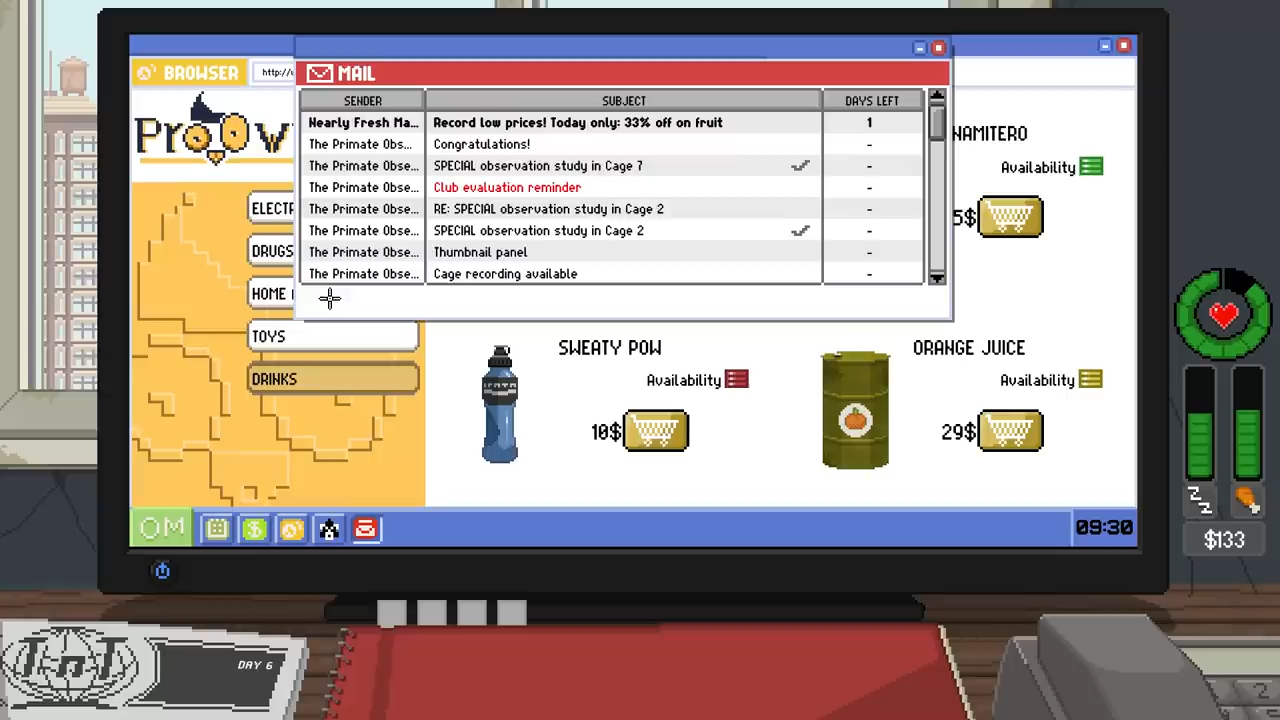 BROWSER
http://
MAIL
SENDER SUBJECT DAYS LEFT
Nearly Fresh Ma... Record low prices! Today only: 33% off on fruit 1
The Primate Obs... Congratulations! -
The Primate Obse... SPECIAL observation study in Cage 7 -
The Primate Obse... Club evaluation reminder -
The Primate Obse... RE: SPECIAL observation study in Cage 2 -
The Primate Obse... SPECIAL observation study in Cage 2 -
The Primate Obse... Thumbnail panel -
The Primate Obse... Cage recording available -
ProOv
NAMITERO
Availability
5$
ELECTR
DRUGS
HOME
TOYS
DRINKS
SWEATY POW
Availability
10$
ORANGE JUICE
Availability
29$
OM
09:30
$133
TnT
DAY 6
2